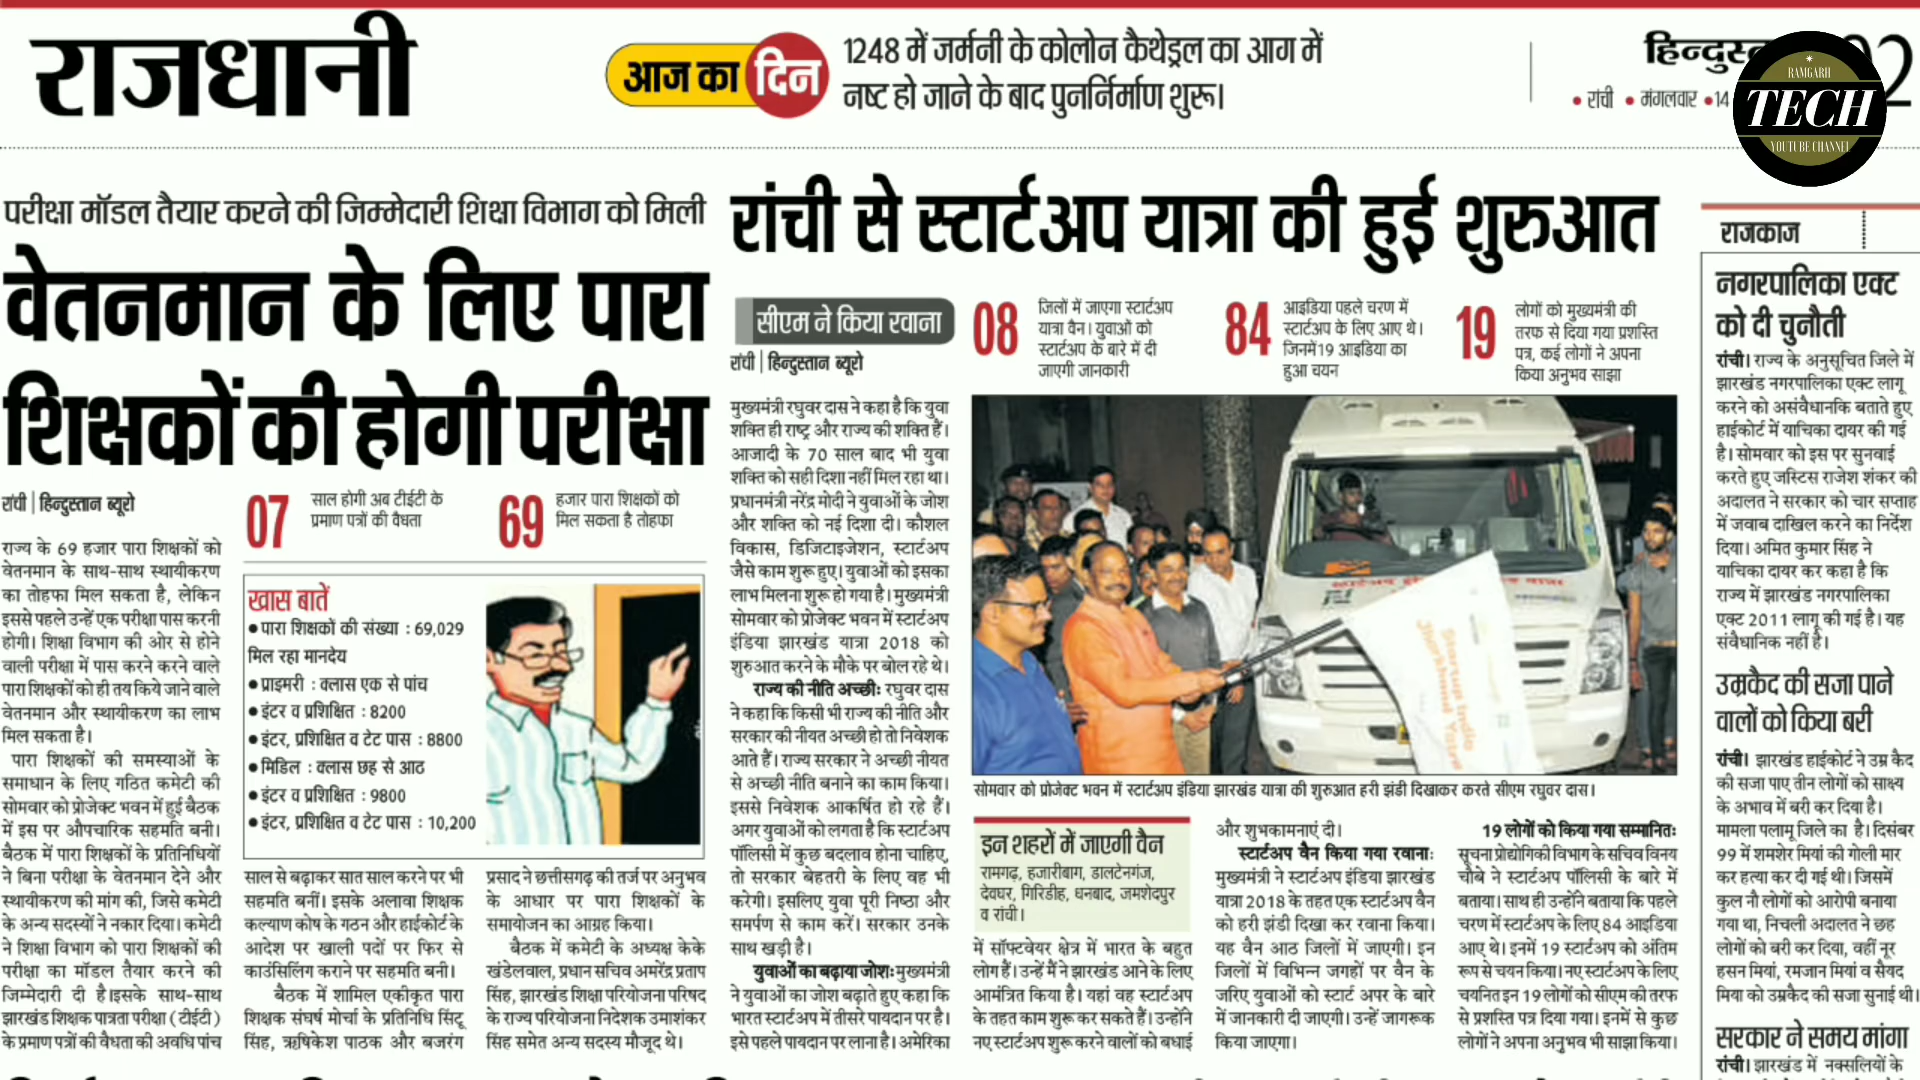 राजधानी
आज का दिन
1248 में जर्मनी के कोलोन कैथेड्रल का आग में
नष्ट हो जाने के बाद पुनर्निर्माण शुरू।
• रांची • मंगलवार •14
RAMGARH
TECH
YOUTUBE CHANNEL
परीक्षा मॉडल तैयार करने की जिम्मेदारी शिक्षा विभाग को मिली
वेतनमान के लिए पारा
शिक्षकों की होगी परीक्षा
रांची | हिन्दुस्तान ब्यूरो
07
साल होगी अब टीईटी के
प्रमाण पत्रों की वैधता
69
हजार पारा शिक्षकों को
मिल सकता है तोहफा
राज्य के 69 हजार पारा शिक्षकों को
वेतनमान के साथ-साथ स्थायीकरण
का तोहफा मिल सकता है, लेकिन
इससे पहले उन्हें एक परीक्षा पास करनी
होगी। शिक्षा विभाग की ओर से होने
वाली परीक्षा में पास करने करने वाले
पारा शिक्षकों को ही तय किये जाने वाले
वेतनमान और स्थायीकरण का लाभ
मिल सकता है।
पारा शिक्षकों की समस्याओं के
समाधान के लिए गठित कमेटी की
सोमवार को प्रोजेक्ट भवन में हुई बैठक
में इस पर औपचारिक सहमति बनी।
बैठक में पारा शिक्षकों के प्रतिनिधियों
ने बिना परीक्षा के वेतनमान देने और
स्थायीकरण की मांग की, जिसे कमेटी
के अन्य सदस्यों ने नकार दिया। कमेटी
ने शिक्षा विभाग को पारा शिक्षकों की
परीक्षा का मॉडल तैयार करने की
जिम्मेदारी दी है।इसके साथ-साथ
झारखंड शिक्षक पात्रता परीक्षा (टीईटी)
के प्रमाण पत्रों की वैधता की अवधि पांच
खास बातें
• पारा शिक्षकों की संख्या : 69,029
मिल रहा मानदेय
• प्राइमरी : क्लास एक से पांच
• इंटर व प्रशिक्षित : 8200
• इंटर, प्रशिक्षित व टेट पास : 8800
• मिडिल : क्लास छह से आठ
• इंटर व प्रशिक्षित : 9800
• इंटर, प्रशिक्षित व टेट पास : 10,200
साल से बढ़ाकर सात साल करने पर भी
सहमति बनीं। इसके अलावा शिक्षक
कल्याण कोष के गठन और हाईकोर्ट के
आदेश पर खाली पदों पर फिर से
काउंसिलिंग कराने पर सहमति बनी।
बैठक में शामिल एकीकृत पारा
शिक्षक संघर्ष मोर्चा के प्रतिनिधि सिंटू
सिंह, ऋषिकेश पाठक और बजरंग
प्रसाद ने छत्तीसगढ़ की तर्ज पर अनुभव
के आधार पर पारा शिक्षकों के
समायोजन का आग्रह किया।
बैठक में कमेटी के अध्यक्ष केके
खंडेलवाल, प्रधान सचिव अमरेंद्र प्रताप
सिंह, झारखंड शिक्षा परियोजना परिषद
के राज्य परियोजना निदेशक उमाशंकर
सिंह समेत अन्य सदस्य मौजूद थे।
रांची से स्टार्टअप यात्रा की हुई शुरुआत
सीएम ने किया रवाना
रांची | हिन्दुस्तान ब्यूरो
08
जिलों में जाएगा स्टार्टअप
यात्रा वैन। युवाओं को
स्टार्टअप के बारे में दी
जाएगी जानकारी
84
आइडिया पहले चरण में
स्टार्टअप के लिए आए थे।
जिनमें19 आइडिया का
हुआ चयन
19
लोगों को मुख्यमंत्री की
तरफ से दिया गया प्रशस्ति
पत्र, कई लोगों ने अपना
किया अनुभव साझा
मुख्यमंत्री रघुवर दास ने कहा है कि युवा
शक्ति ही राष्ट्र और राज्य की शक्ति हैं।
आजादी के 70 साल बाद भी युवा
शक्ति को सही दिशा नहीं मिल रहा था।
प्रधानमंत्री नरेंद्र मोदी ने युवाओं के जोश
और शक्ति को नई दिशा दी। कौशल
विकास, डिजिटाइजेशन, स्टार्टअप
जैसे काम शुरू हुए। युवाओं को इसका
लाभ मिलना शुरू हो गया है। मुख्यमंत्री
सोमवार को प्रोजेक्ट भवन में स्टार्टअप
इंडिया झारखंड यात्रा 2018 को
शुरुआत करने के मौके पर बोल रहे थे।
राज्य की नीति अच्छी: रघुवर दास
ने कहा कि किसी भी राज्य की नीति और
सरकार की नीयत अच्छी हो तो निवेशक
आते हैं। राज्य सरकार ने अच्छी नीयत
से अच्छी नीति बनाने का काम किया।
इससे निवेशक आकर्षित हो रहे हैं।
अगर युवाओं को लगता है कि स्टार्टअप
पॉलिसी में कुछ बदलाव होना चाहिए,
तो सरकार बेहतरी के लिए वह भी
करेगी। इसलिए युवा पूरी निष्ठा और
समर्पण से काम करें। सरकार उनके
साथ खड़ी है।
युवाओं का बढ़ाया जोश: मुख्यमंत्री
ने युवाओं का जोश बढ़ाते हुए कहा कि
भारत स्टार्टअप में तीसरे पायदान पर है।
इसे पहले पायदान पर लाना है। अमेरिका
Startup India
Jharkhand Yatra
सोमवार को प्रोजेक्ट भवन में स्टार्टअप इंडिया झारखंड यात्रा की शुरुआत हरी झंडी दिखाकर करते सीएम रघुवर दास।
इन शहरों में जाएगी वैन
रामगढ़, हजारीबाग, डालटेनगंज,
देवघर, गिरिडीह, धनबाद, जमशेदपुर
व रांची।
में सॉफ्टवेयर क्षेत्र में भारत के बहुत
लोग हैं। उन्हें मैंने झारखंड आने के लिए
आमंत्रित किया है। यहां वह स्टार्टअप
के तहत काम शुरू कर सकते हैं। उन्होंने
नए स्टार्टअप शुरू करने वालों को बधाई
और शुभकामनाएं दी।
स्टार्टअप वैन किया गया रवाना:
मुख्यमंत्री ने स्टार्टअप इंडिया झारखंड
यात्रा 2018 के तहत एक स्टार्टअप वैन
को हरी झंडी दिखा कर रवाना किया।
यह वैन आठ जिलों में जाएगी। इन
जिलों में विभिन्न जगहों पर वैन के
जरिए युवाओं को स्टार्ट अपर के बारे
में जानकारी दी जाएगी। उन्हें जागरूक
किया जाएगा।
19 लोगों को किया गया सम्मानित:
सूचना प्रोद्योगिकी विभाग के सचिव विनय
चौबे ने स्टार्टअप पॉलिसी के बारे में
बताया। साथ ही उन्होंने बताया कि पहले
चरण में स्टार्टअप के लिए 84 आइडिया
आए थे। इनमें 19 स्टार्टअप को अंतिम
रूप से चयन किया। नए स्टार्टअप के लिए
चयनित इन 19 लोगों को सीएम की तरफ
से प्रशस्ति पत्र दिया गया। इनमें से कुछ
लोगों ने अपना अनुभव भी साझा किया।
राजकाज
नगरपालिका एक्ट
को दी चुनौती
रांची। राज्य के अनुसूचित जिले में
झारखंड नगरपालिका एक्ट लागू
करने को असंवैधानकि बताते हुए
हाईकोर्ट में याचिका दायर की गई
है। सोमवार को इस पर सुनवाई
करते हुए जस्टिस राजेश शंकर की
अदालत ने सरकार को चार सप्ताह
में जवाब दाखिल करने का निर्देश
दिया। अमित कुमार सिंह ने
याचिका दायर कर कहा है कि
राज्य में झारखंड नगरपालिका
एक्ट 2011 लागू की गई है। यह
संवैधानिक नहीं है।
उम्रकैद की सजा पाने
वालों को किया बरी
रांची। झारखंड हाईकोर्ट ने उम्र कैद
की सजा पाए तीन लोगों को साक्ष्य
के अभाव में बरी कर दिया है।
मामला पलामू जिले का है। दिसंबर
99 में शमशेर मियां की गोली मार
कर हत्या कर दी गई थी। जिसमें
कुल नौ लोगों को आरोपी बनाया
गया था, निचली अदालत ने छह
लोगों को बरी कर दिया, वहीं नूर
हसन मियां, रमजान मियां व सैयद
मिया को उम्रकैद की सजा सुनाई थी।
सरकार ने समय मांगा
रांची। झारखंड में नक्सलियों के